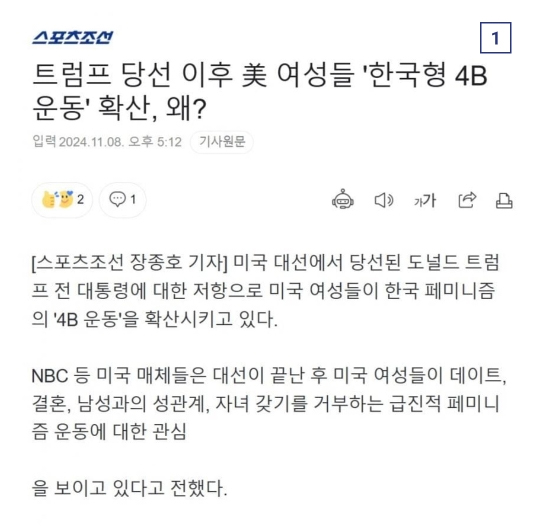 스포츠조선
1
트럼프 당선 이후 美 여성들 '한국형 4B
운동' 확산, 왜?
입력 2024.11.08. 오후 5:12 기사원문
2
1
가가
[스포츠조선 장종호 기자] 미국 대선에서 당선된 도널드 트럼
프 전 대통령에 대한 저항으로 미국 여성들이 한국 페미니즘
의 '4B 운동'을 확산시키고 있다.
NBC 등 미국 매체들은 대선이 끝난 후 미국 여성들이 데이트,
결혼, 남성과의 성관계, 자녀 갖기를 거부하는 급진적 페미니
즘 운동에 대한 관심
을 보이고 있다고 전했다.